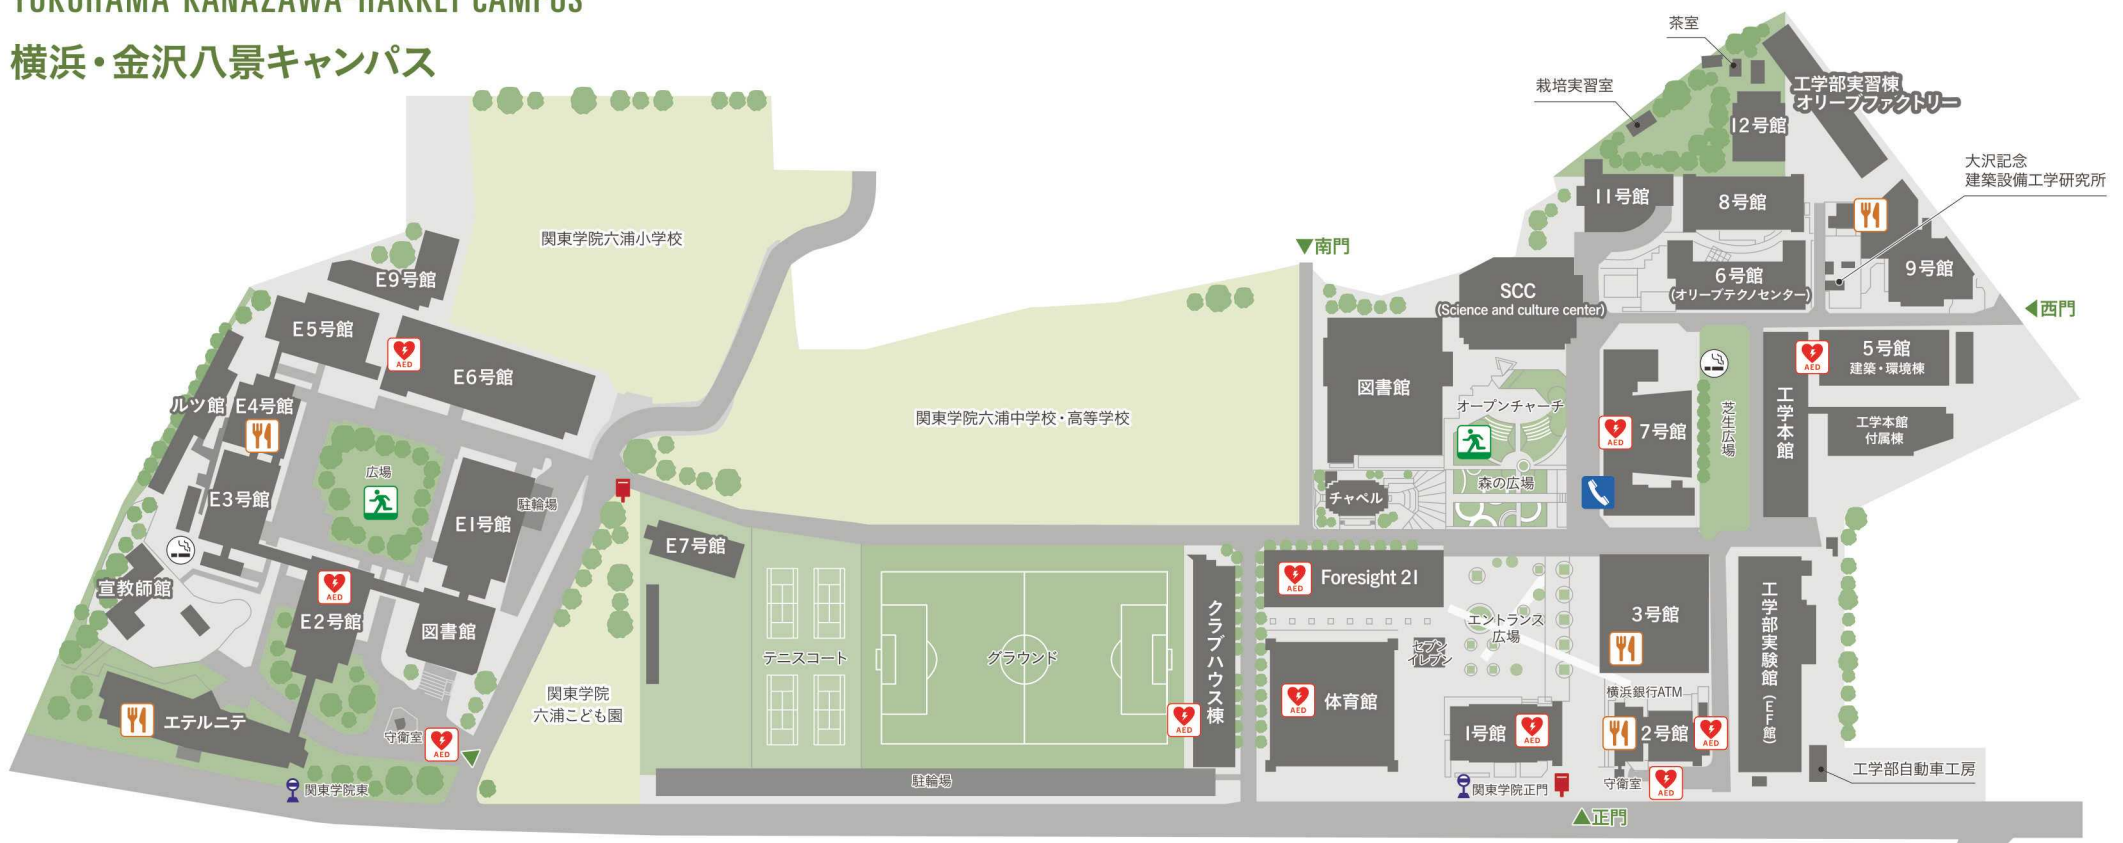 YOKOHAMA-KANAZAWA-HAKKEI CAMPUS
横浜・金沢八景キャンパス
茶室
栽培実習室
工学部実習棟
オリーブファクトリー
12号館
大沢記念
建築設備工学研究所
11号館
8号館
6号館
(オリーブテクノセンター)
9号館
◀西門
▼南門
SCC
(Science and culture center)
関東学院六浦小学校
E9号館
E5号館
AED
E6号館
ルツ館
E4号館
広場
E3号館
E1号館
駐輪場
宣教師館
AED
E2号館
図書館
エテルニテ
守衛室
AED
関東学院東
関東学院六浦中学校・高等学校
E7号館
テニスコート
グラウンド
クラブハウス棟
AED
関東学院
六浦こども園
駐輪場
図書館
オープンチャーチ
チャペル
森の広場
AED
7号館
芝生広場
工学本館
AED
5号館
建築・環境棟
工学本館
付属棟
AED
Foresight 21
エントランス
広場
セブン
イレブン
AED
体育館
3号館
横浜銀行ATM
1号館
AED
2号館
AED
関東学院正門
守衛室
AED
▲正門
工学部実験館(EF館)
工学部自動車工房